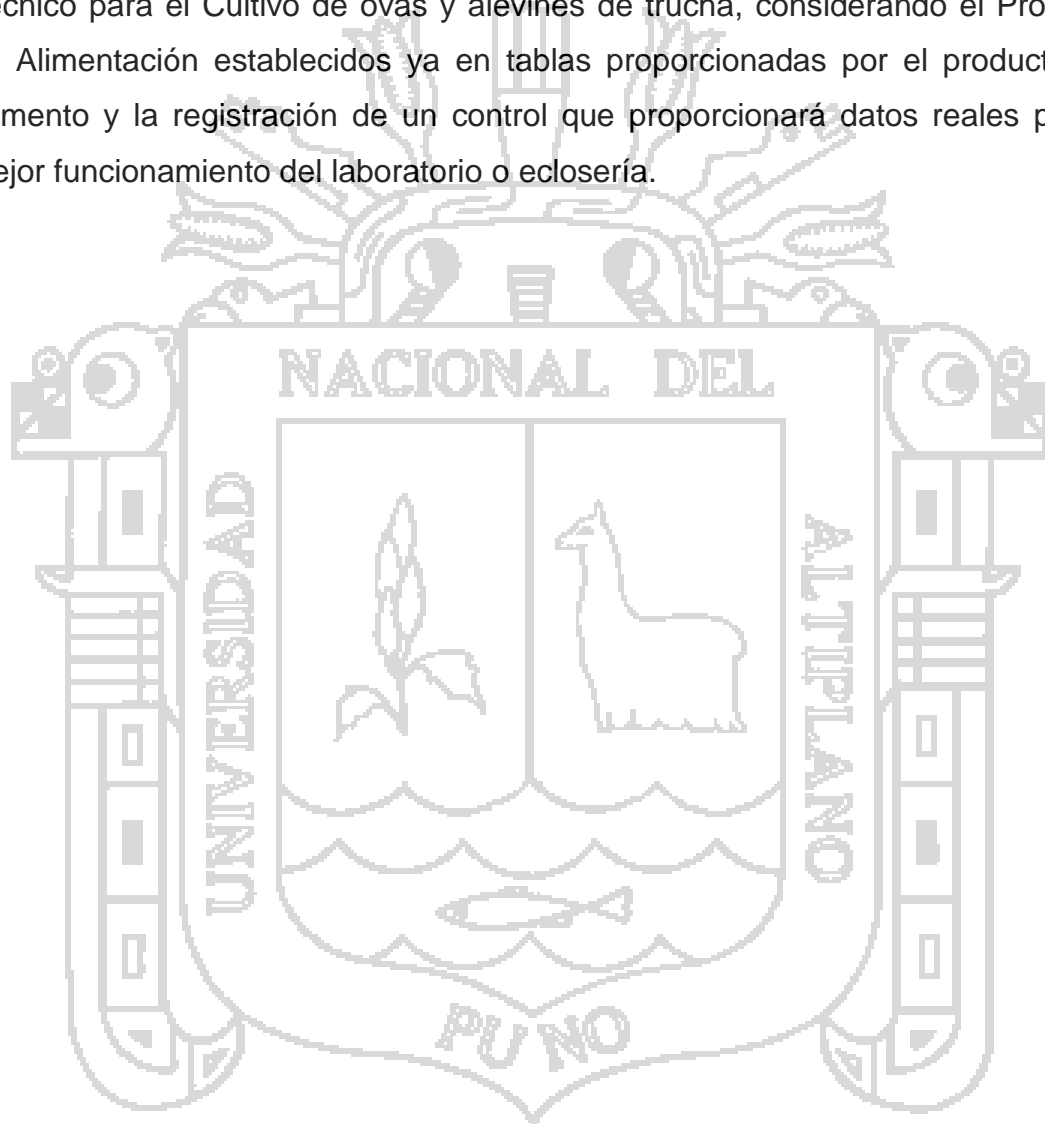 écnico para el Cultivo de ovas y alevines de trucha, considerando el Pro
Alimentación establecidos ya en tablas proporcionadas por el product
mento y la registración de un control que proporcionará datos reales p
ejor funcionamiento del laboratorio o eclosería.
NACIONAL DEL
UNIVERSIDAD
ALTIPLANO
PUNO